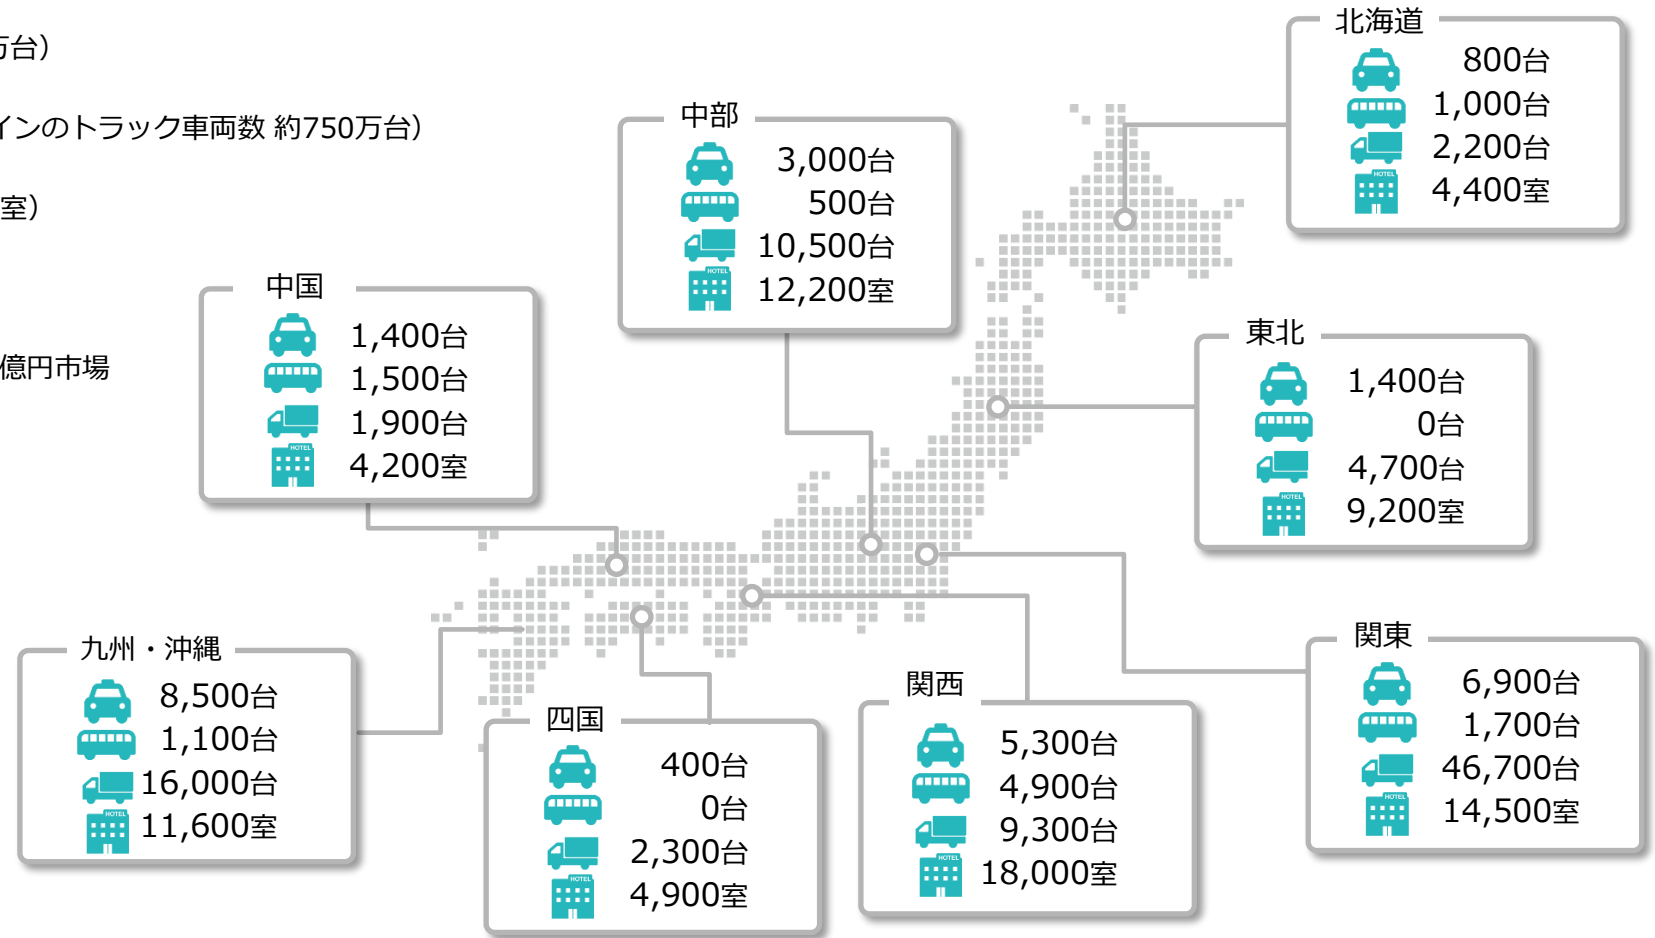 万台）
インのトラック車両数 約750万台）
室）
億円市場
北海道
800台
1,000台
2,200台
HOTEL
4,400室
中部
3,000台
500台
10,500台
HOTEL
12,200室
中国
1,400台
1,500台
1,900台
HOTEL
4,200室
東北
1,400台
0台
4,700台
HOTEL
9,200室
九州・沖縄
8,500台
1,100台
16,000台
HOTEL
11,600室
四国
400台
0台
2,300台
HOTEL
4,900室
関西
5,300台
4,900台
9,300台
HOTEL
18,000室
関東
6,900台
1,700台
46,700台
HOTEL
14,500室